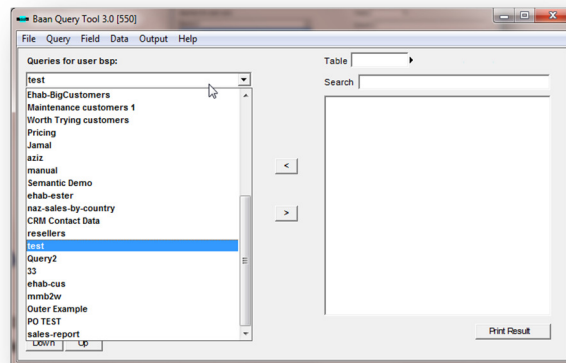 Baan Query Tool 3.0 [550]
File Query Field Data Output Help
Queries for user bsp:
Table
test
Search
Ehab-BigCustomers
Maintenance customers 1
Worth Trying customers
Pricing
Jamal
aziz
manual
Semantic Demo
ehab-ester
naz-sales-by-country
CRM Contact Data
resellers
test
Query2
33
ehab-cus
mmb2w
Outer Example
PO TEST
sales-report
<
>
Print Result
Down Up